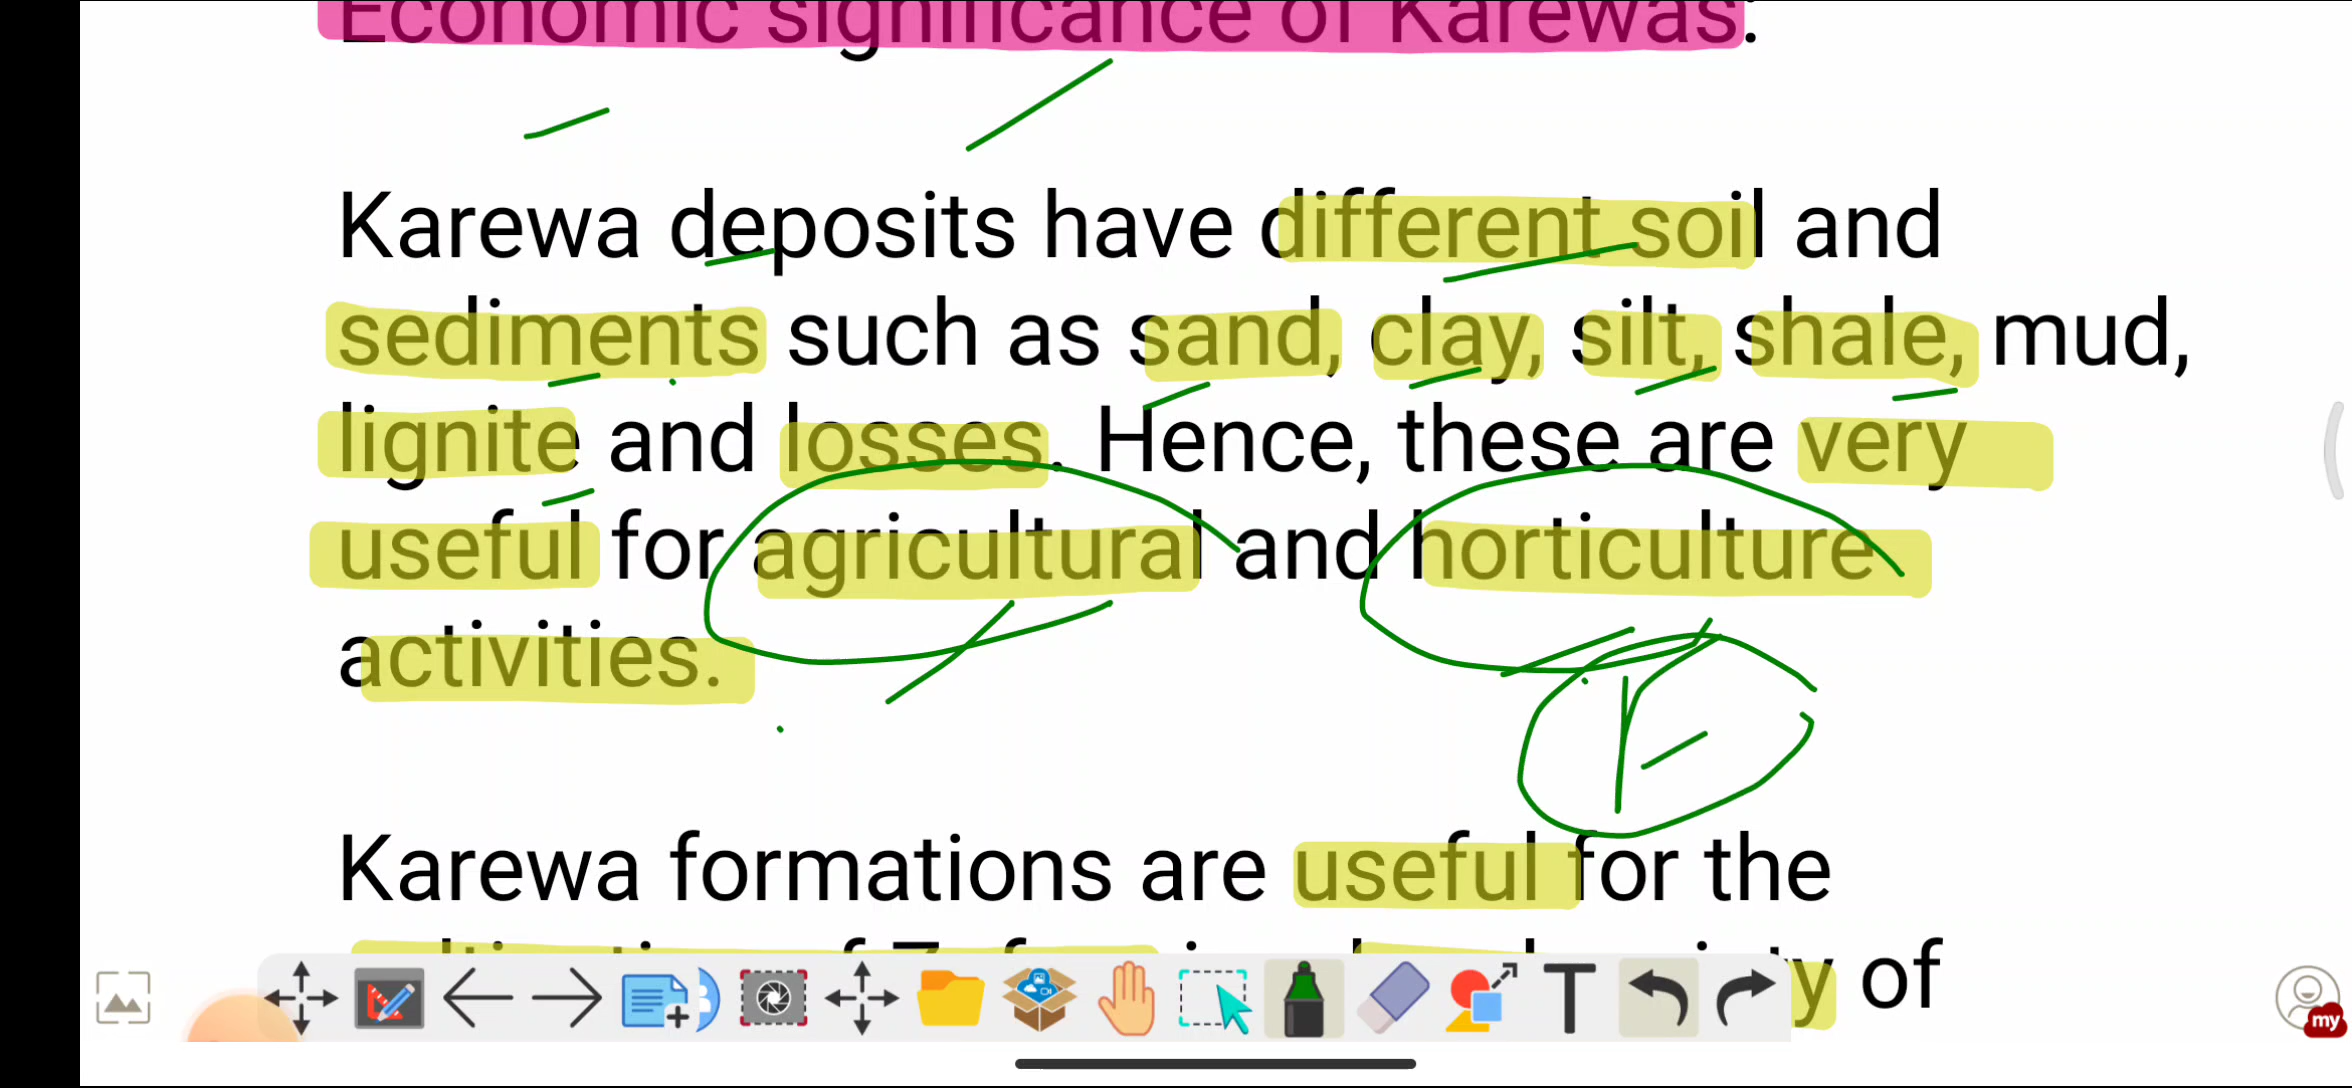 Economic significance of Karewas:
Karewa deposits have different soil and
sediments such as sand, clay, silt, shale, mud,
lignite and losses. Hence, these are very
useful for agricultural and horticulture
activities.
Karewa formations are useful for the
of
T
my